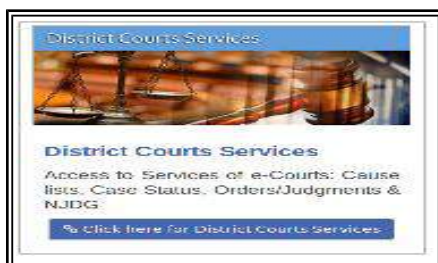 District Courts Services
District Courts Services
Access to Services of e-Courts: Cause
lists, Case Status, Orders/Judgments &
NJDG
Click here for District Courts Services